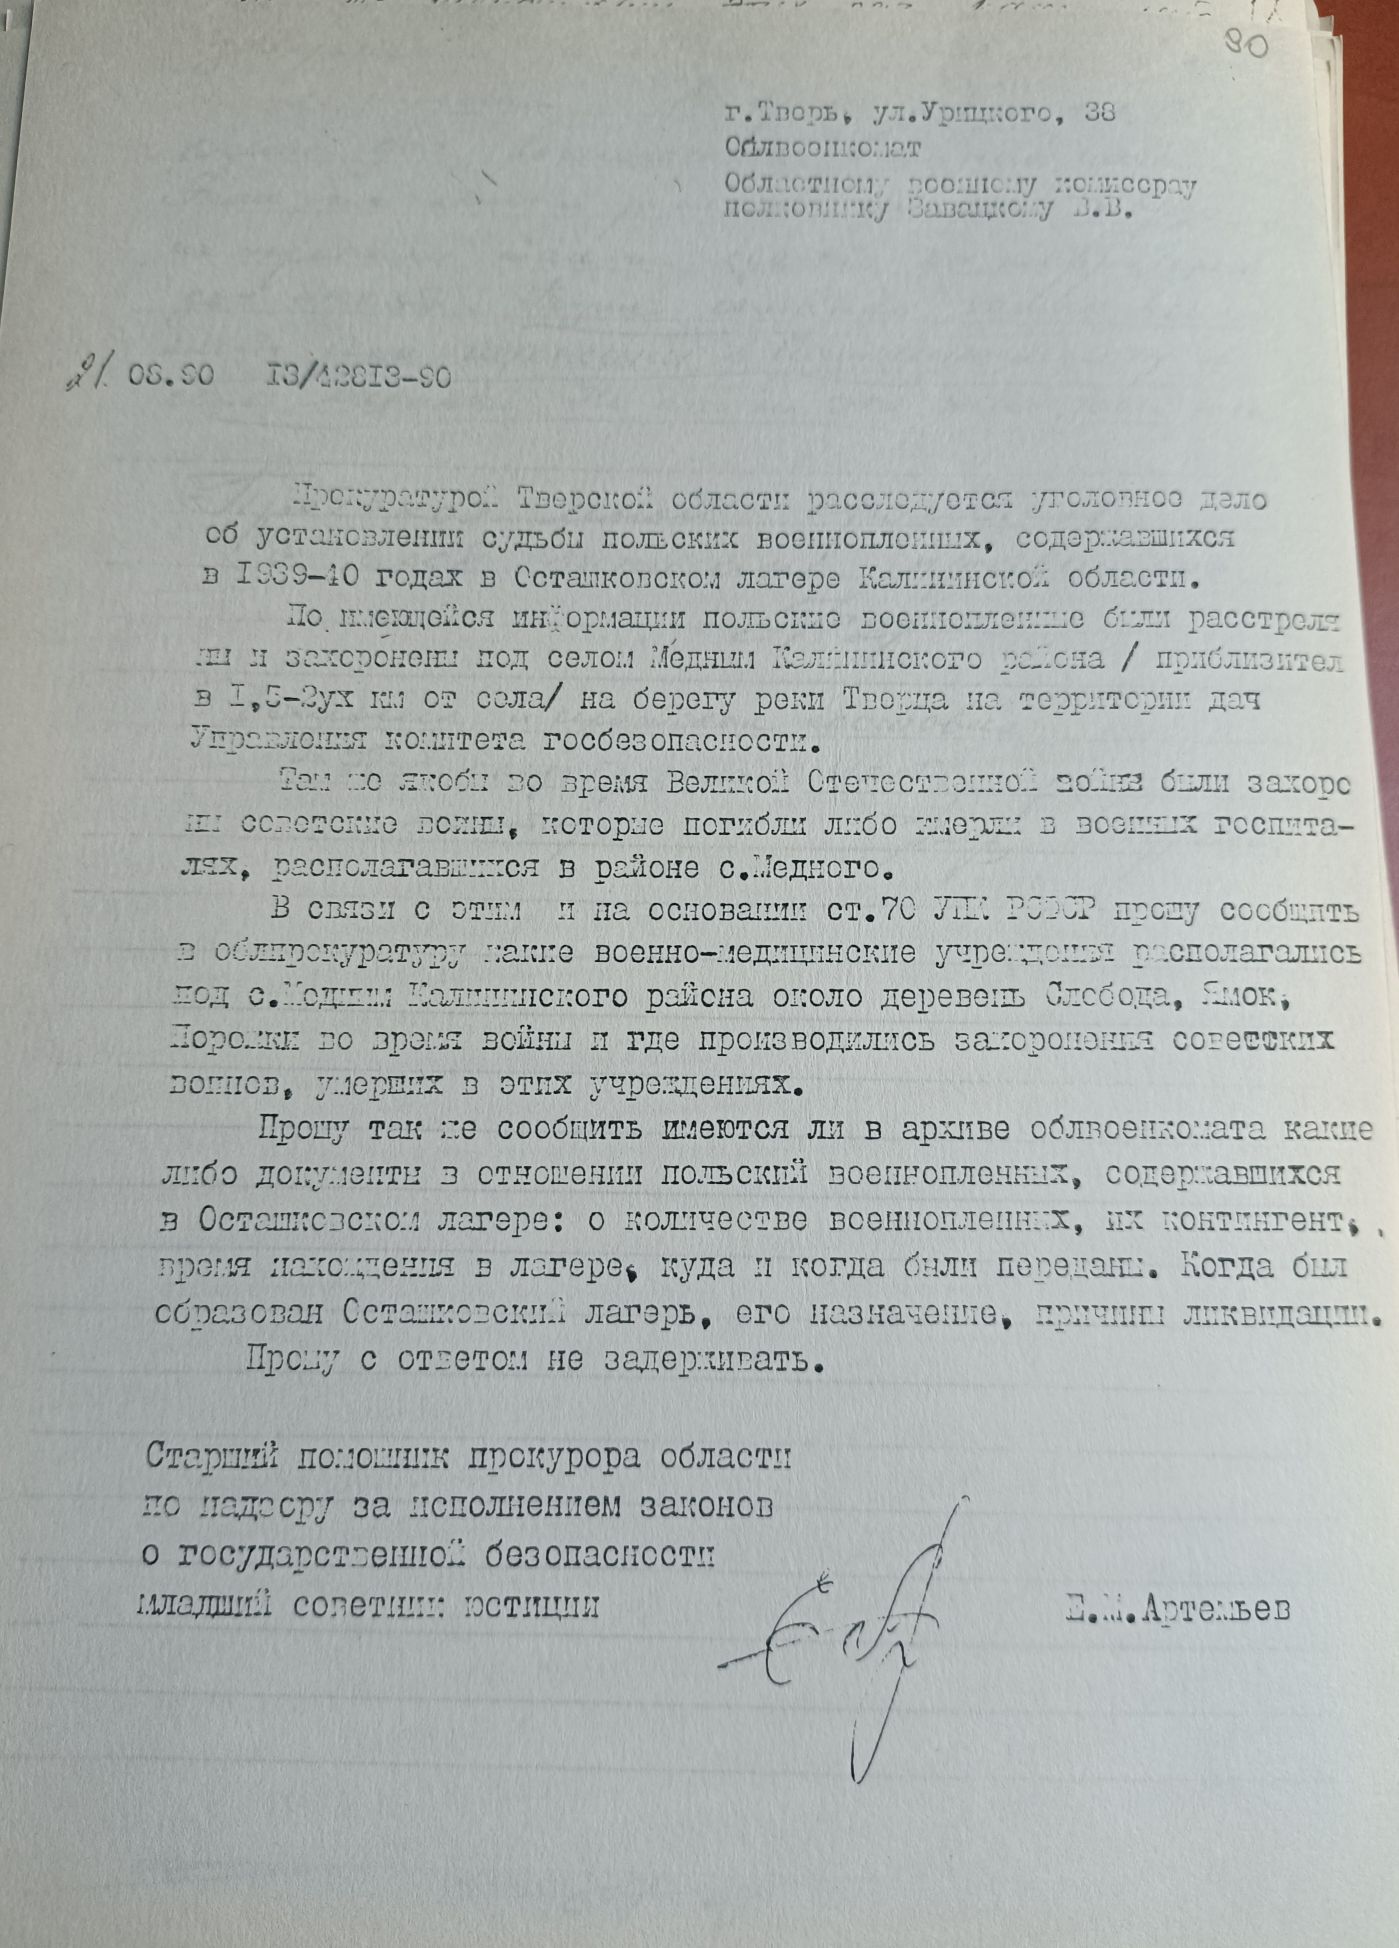 90
г.Тверь, ул.Урицкого, 38
Облвоенкомат
Областному военному комиссрау
полковнику Завацкому В.В.
21. 08.90 13/42813-90
Прокуратурой Тверской области расследуется уголовное дело
об установлении судьбы польских военнопленных, содержавшихся
в 1939-40 годах в Осташковском лагере Калининской области.
По имеющейся информации польские военнопленные были расстреля
ны и захоронены под селом Медным Калининского района / приблизител
в 1,5-2ух км от села/ на берегу реки Тверца на территории дач
Управления комитета госбезопасности.
Там же якобы во время Великой Отечественной войны были захоро
ны советские воины, которые погибли либо умерли в военных госпита-
лях, располагавшихся в районе с.Медного.
В связи с этим и на основании ст.70 УПК РСФСР прошу сообщить
в облпрокуратуру какие военно-медицинские учреждения располагались
под с.Медным Калининского района около деревень Слобода, Ямок,
во время войны и где производились захоронения советских
воинов, умерших в этих учреждениях.
Прошу так же сообщить имеются ли в архиве облвоенкомата какие
либо документы в отношении польский военнопленных, содержавшихся
в Осташковском лагере: о количестве военнопленных, их контингент,
время нахождения в лагере, куда и когда были переданы. Когда был
образован Осташковский лагерь, его назначение, причины ликвидации.
Прошу с ответом не задерживать.
Старший помошник прокурора области
по надзору за исполнением законов
о государственной безопасности
младший советник юстиции Е.М.Артемьев